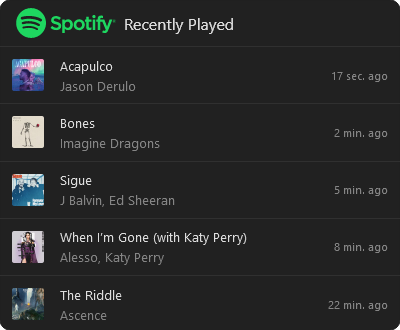 Spotify Recently Played
ACAPULCO
Acapulco
Jason Derulo
17 sec. ago
Bones
Imagine Dragons
2 min. ago
Sigue
J Balvin, Ed Sheeran
5 min. ago
When I'm Gone (with Katy Perry)
Alesso, Katy Perry
8 min. ago
The Riddle
Ascence
22 min. ago